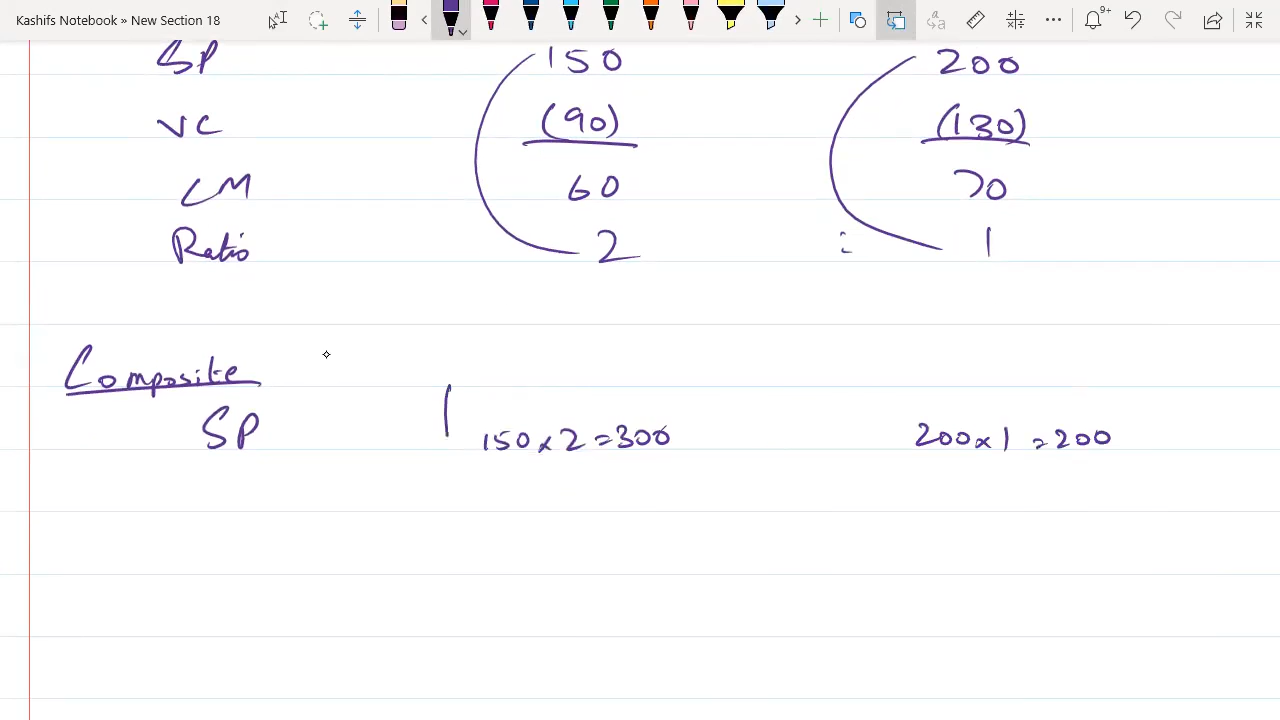 Kashifs Notebook » New Section 18
9+
SP 150 200
VC (90) (130)
CM 60 70
Ratio 2 : 1
Composite
SP 150 x 2 = 300 200 x 1 = 200